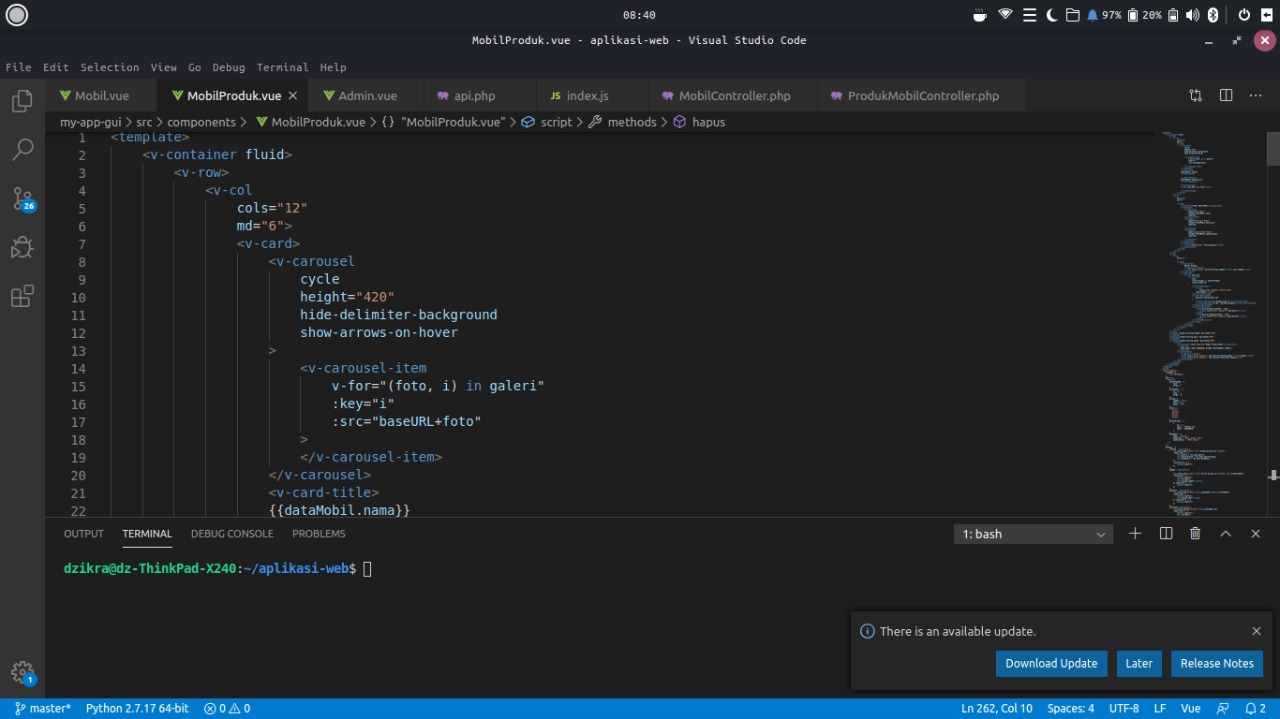 08:40
97% 20%
MobilProduk.vue - aplikasi-web - Visual Studio Code
File Edit Selection View Go Debug Terminal Help
Mobil.vue MobilProduk.vue Admin.vue api.php JS index.js MobilController.php ProdukMobilController.php
my-app-gui > src > components > MobilProduk.vue > {} "MobilProduk.vue" > script > methods > hapus
1 <template>
2 <v-container fluid>
3 <v-row>
4 <v-col
5 cols="12"
6 md="6">
7 <v-card>
8 <v-carousel
9 cycle
10 height="420"
11 hide-delimiter-background
12 show-arrows-on-hover
13 >
14 <v-carousel-item
15 v-for="(foto, i) in galeri"
16 :key="i"
17 :src="baseURL+foto"
18 >
19 </v-carousel-item>
20 </v-carousel>
21 <v-card-title>
22 {{dataMobil.nama}}
26
OUTPUT TERMINAL DEBUG CONSOLE PROBLEMS 1: bash
dzikra@dz-ThinkPad-X240:~/aplikasi-web$
There is an available update.
Download Update Later Release Notes
1
master* Python 2.7.17 64-bit 0 0 Ln 262, Col 10 Spaces: 4 UTF-8 LF Vue 2